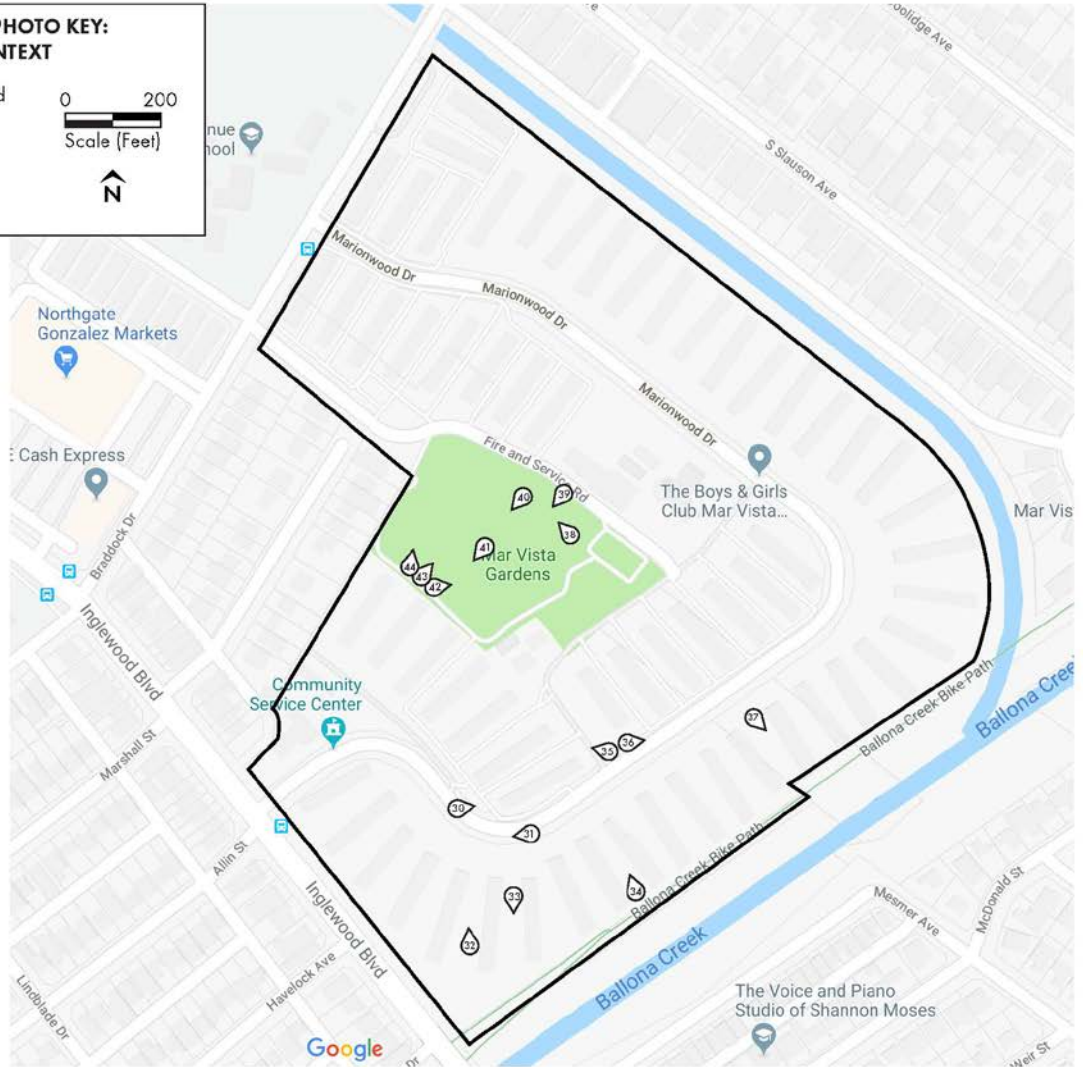 PHOTO KEY:
0 200
Scale (Feet)
N
oolidge Ave
S Slauson Ave
nue
hool
Marionwood Dr
Marionwood Dr
Northgate
Gonzalez Markets
Marionwood Dr
Fire and Service Rd
Cash Express
The Boys & Girls
Club Mar Vista...
Mar Vis
40
39
38
41
Mar Vista
Gardens
44
43
42
Braddock Dr
Inglewood Blvd
Community
Service Center
Marshall St
37
35
36
Ballona Creek Bike Path
Ballona Creek
30
31
Allin St
33
34
32
Ballona Creek Bike Path
Inglewood Blvd
Mesmer Ave
McDonald St
Havelock Ave
Ballona Creek
Lindblade Dr
The Voice and Piano
Studio of Shannon Moses
Google
Dr
Weir St